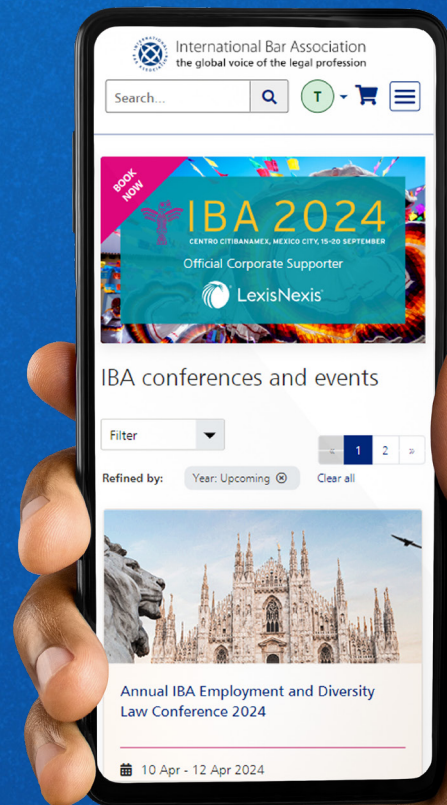 International Bar Association
the global voice of the legal profession
Search...
T
BOOK
NOW
IBA 2024
CENTRO CITIBANAMEX, MEXICO CITY, 15-20 SEPTEMBER
Official Corporate Supporter
LexisNexis
IBA conferences and events
Filter
« 1 2 »
Refined by: Year: Upcoming Clear all
Annual IBA Employment and Diversity
Law Conference 2024
10 Apr - 12 Apr 2024